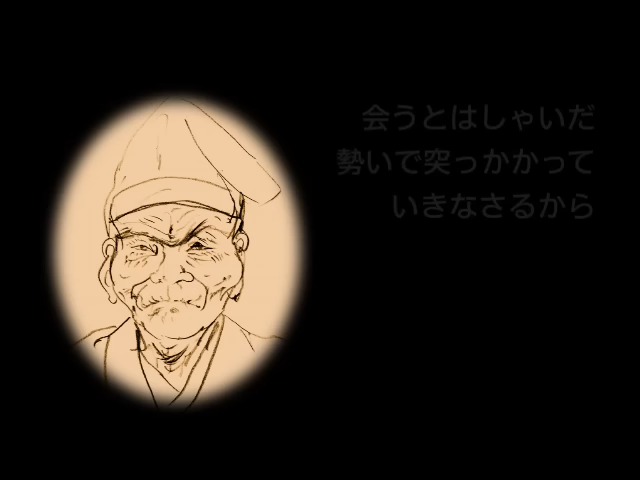 会うとはしゃいだ
勢いで突っかかって
いきなさるから